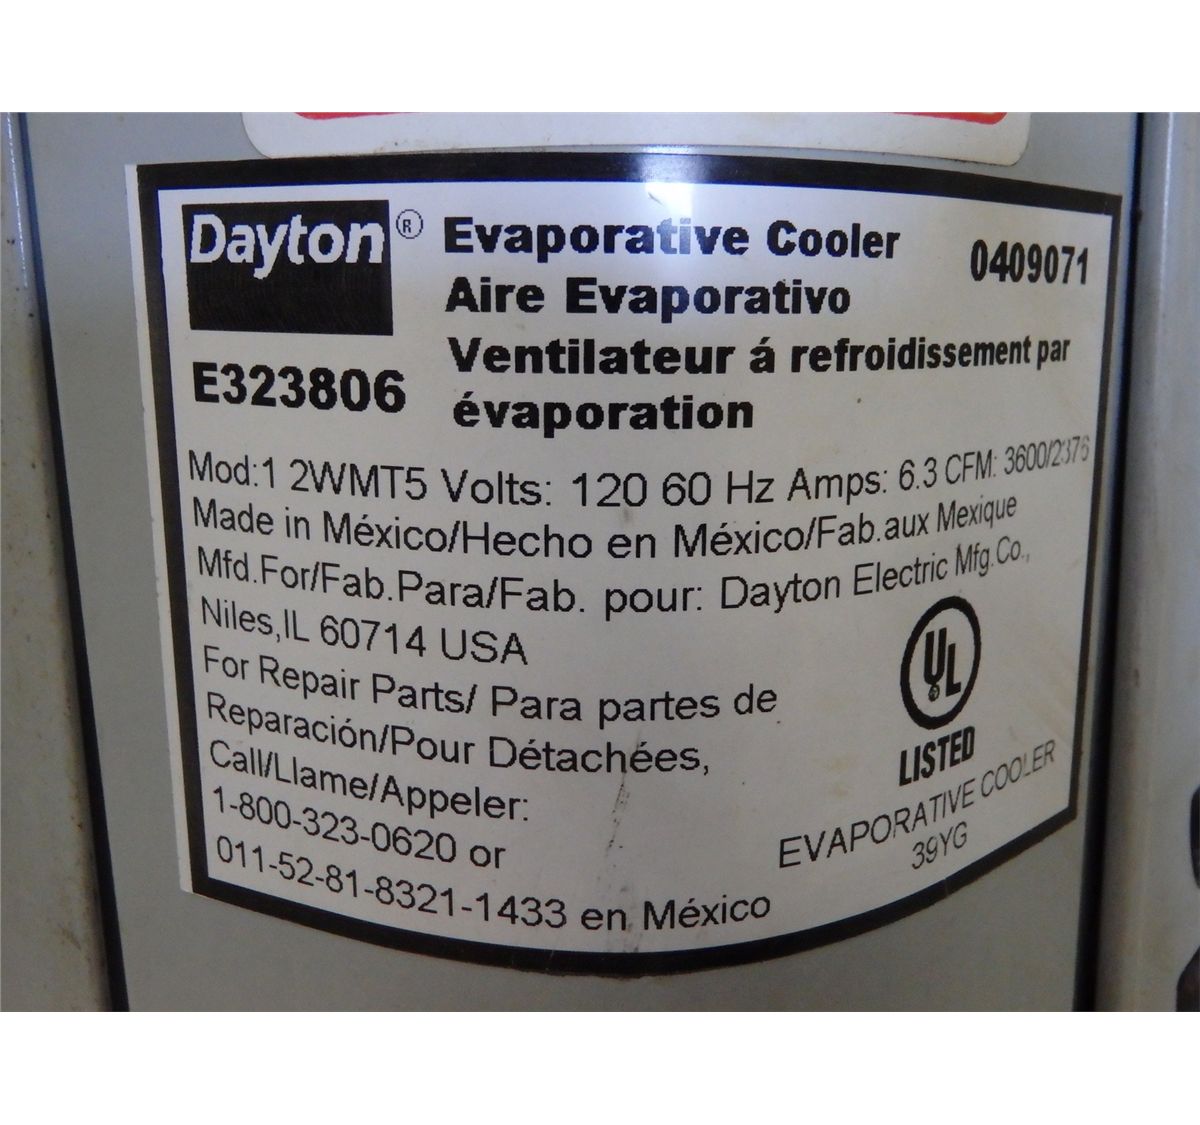 Dayton ® Evaporative Cooler 0409071
Aire Evaporativo
Ventilateur á refroidissement par
E323806 évaporation
Mod:1 2WMT5 Volts: 120 60 Hz Amps: 6.3 CFM: 3600/2376
Made in México/Hecho en México/Fab.aux Mexique
Mfd.For/Fab.Para/Fab. pour: Dayton Electric Mfg.Co.,
Niles,IL 60714 USA
For Repair Parts/ Para partes de
Reparación/Pour Détachées,
Call/Llame/Appeler:
1-800-323-0620 or
011-52-81-8321-1433 en México
UL
LISTED
EVAPORATIVE COOLER
39YG